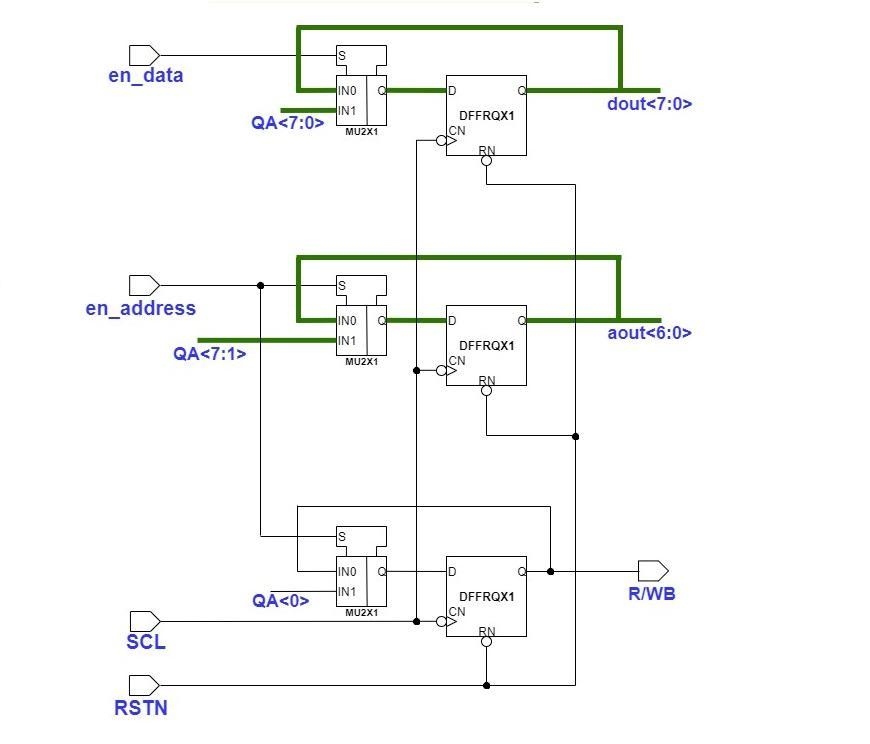 S
en_data
IN0 Q D Q
dout<7:0>
IN1
QA<7:0>
DFFRQX1
MU2X1
CN
RN
S
en_address
IN0 Q D Q
aout<6:0>
IN1
QA<7:1>
DFFRQX1
MU2X1
CN
RN
S
IN0 Q D Q
R/WB
IN1
QA<0>
DFFRQX1
MU2X1
CN
SCL
RN
RSTN